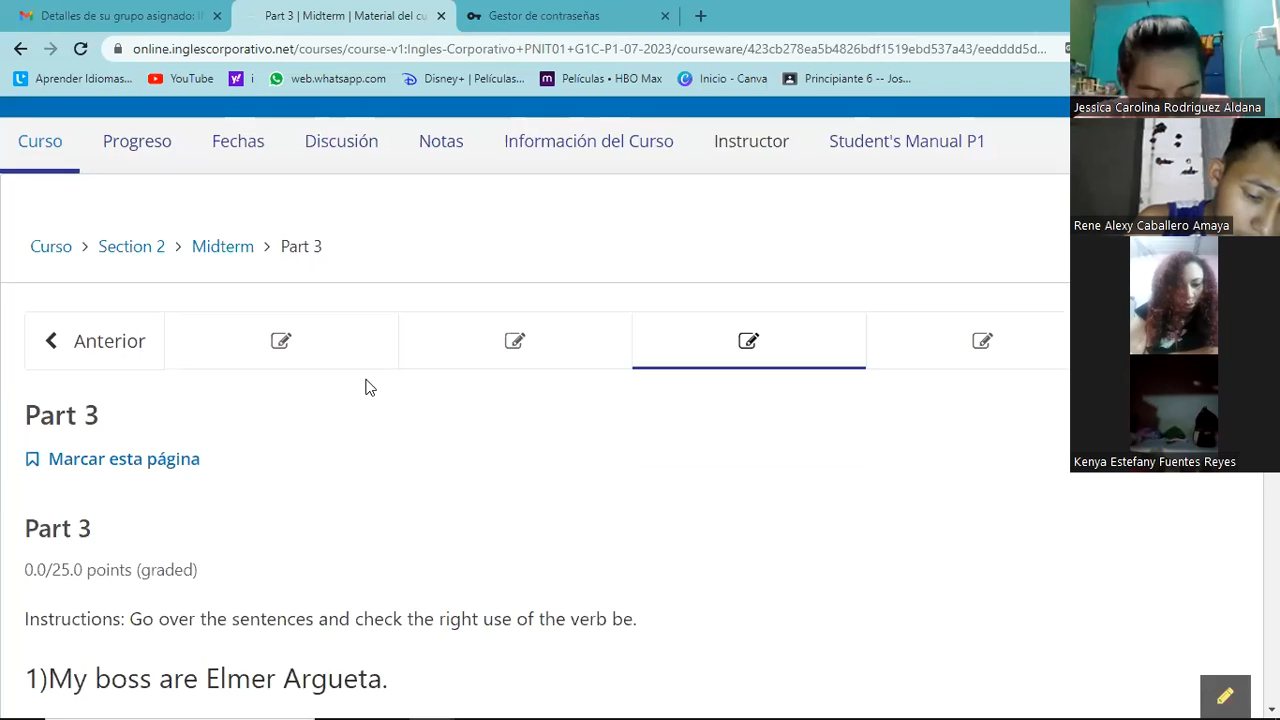 Detalles de su grupo asignado: I
Part 3 | Midterm | Material del cu
Gestor de contraseñas
online.inglescorporativo.net/courses/course-v1:Ingles-Corporativo+PNIT01+G1C-P1-07-2023/courseware/423cb278ea5b4826bdf1519ebd537a43/eedddd5d...
Aprender Idiomas... YouTube i web.whatsapp.com Disney+ | Películas... Películas • HBO Max Inicio - Canva Principiante 6 -- Jos...
Curso Progreso Fechas Discusión Notas Información del Curso Instructor Student's Manual P1
Curso > Section 2 > Midterm > Part 3
Anterior
Part 3
Marcar esta página
Part 3
0.0/25.0 points (graded)
Instructions: Go over the sentences and check the right use of the verb be.
1)My boss are Elmer Argueta.
Jessica Carolina Rodriguez Aldana
Rene Alexy Caballero Amaya
Kenya Estefany Fuentes Reyes